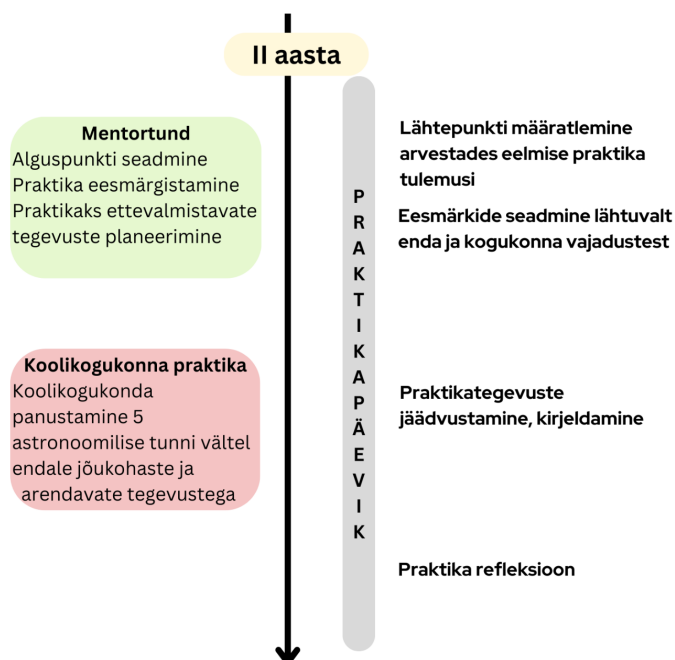 II aasta
Mentortund
Alguspunkti seadmine
Praktika eesmärgistamine
Praktikaks ettevalmistavate
tegevuste planeerimine
Koolikogukonna praktika
Koolikogukonda
panustamine 5
astronoomilise tunni vältel
endale jõukohaste ja
arendavate tegevustega
P
R
A
K
T
I
K
A
P
Ä
E
V
I
K
Lähtepunkti määratlemine
arvestades eelmise praktika
tulemusi
Eesmärkide seadmine lähtuvalt
enda ja kogukonna vajadustest
Praktikategevuste
jäädvustamine, kirjeldamine
Praktika refleksioon